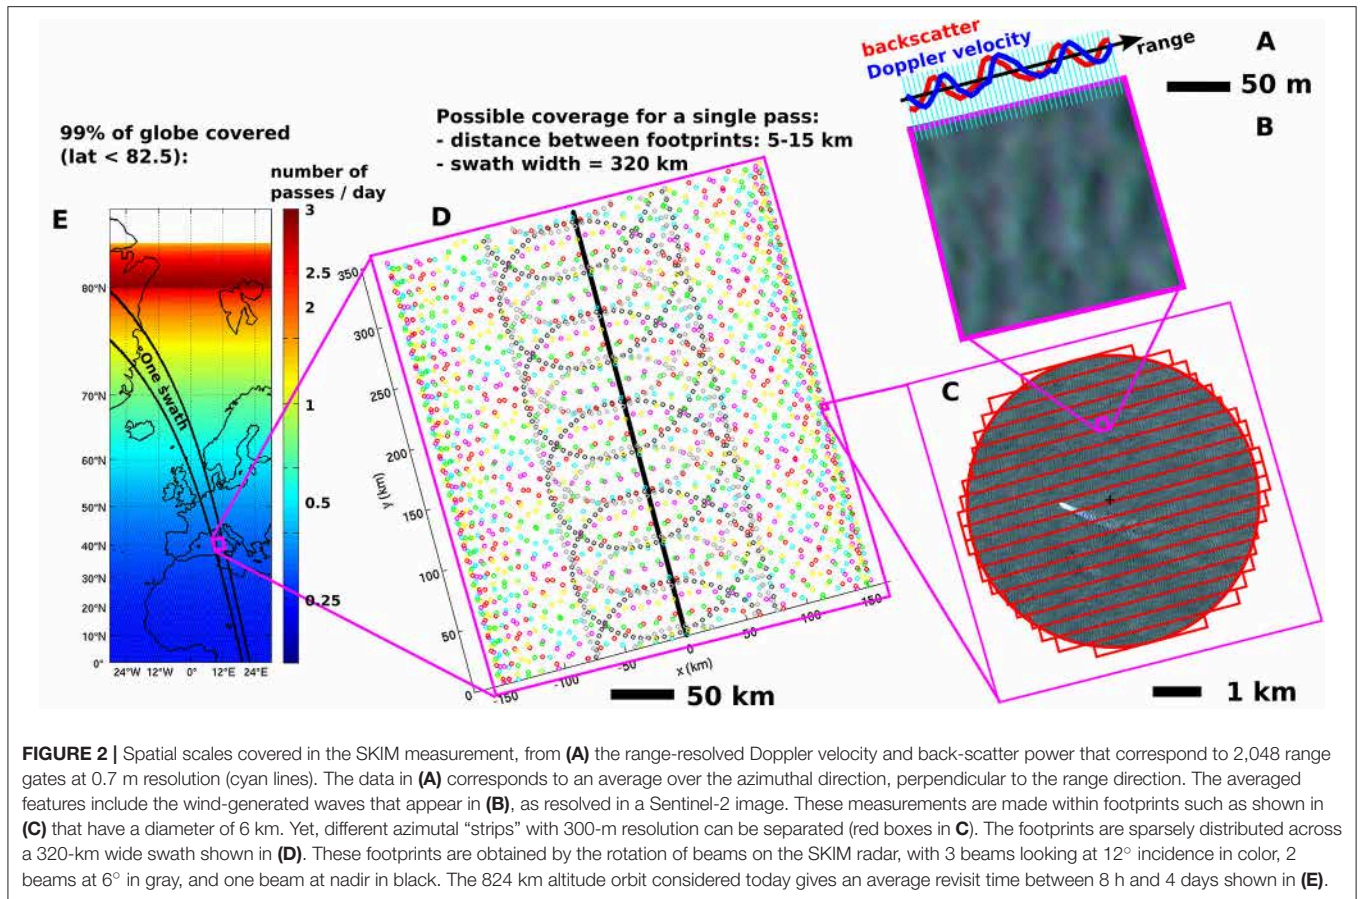 backscatter
Doppler velocity
range
A
50 m
B
Possible coverage for a single pass:
- distance between footprints: 5-15 km
- swath width = 320 km
99% of globe covered
(lat < 82.5):
number of
passes / day
E
3
2.5
2
1
0.5
0.25
80°N
70°N
60°N
50°N
40°N
30°N
20°N
10°N
0°
24°W 12°W 0° 12°E 24°E
One swath
D
350
300
250
200
150
100
50
0
y (km)
-150
-100
-50
0
50
100
150
x (km)
50 km
C
1 km
FIGURE 2 | Spatial scales covered in the SKIM measurement, from (A) the range-resolved Doppler velocity and back-scatter power that correspond to 2,048 range
gates at 0.7 m resolution (cyan lines). The data in (A) corresponds to an average over the azimuthal direction, perpendicular to the range direction. The averaged
features include the wind-generated waves that appear in (B), as resolved in a Sentinel-2 image. These measurements are made within footprints such as shown in
(C) that have a diameter of 6 km. Yet, different azimutal “strips” with 300-m resolution can be separated (red boxes in C). The footprints are sparsely distributed across
a 320-km wide swath shown in (D). These footprints are obtained by the rotation of beams on the SKIM radar, with 3 beams looking at 12° incidence in color, 2
beams at 6° in gray, and one beam at nadir in black. The 824 km altitude orbit considered today gives an average revisit time between 8 h and 4 days shown in (E).